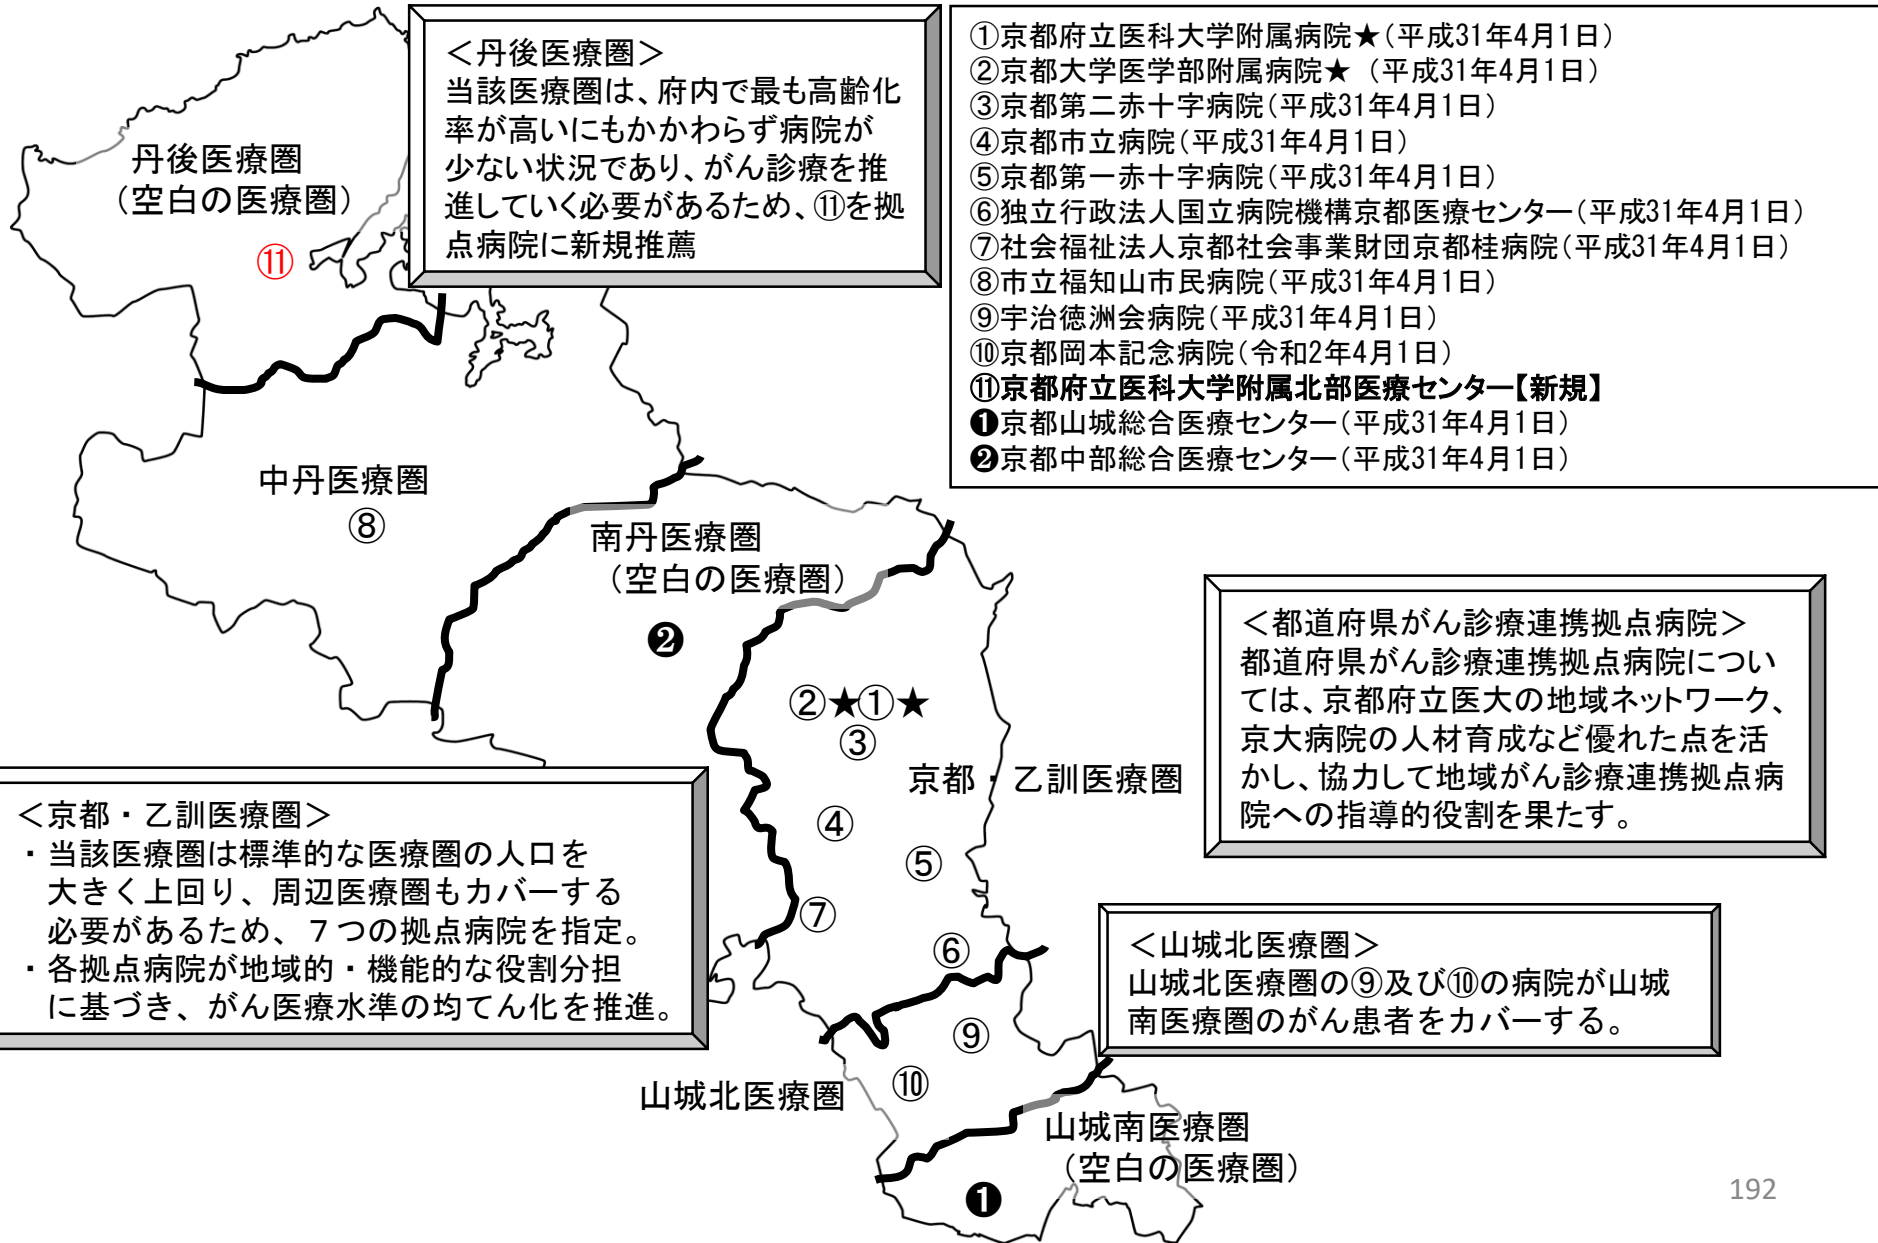 ＜丹後医療圏＞
当該医療圏は、府内で最も高齢化
率が高いにもかかわらず病院が
少ない状況であり、がん診療を推
進していく必要があるため、⑪を拠
点病院に新規推薦
①京都府立医科大学附属病院★（平成31年4月1日）
②京都大学医学部附属病院★ （平成31年4月1日）
③京都第二赤十字病院（平成31年4月1日）
④京都市立病院（平成31年4月1日）
⑤京都第一赤十字病院（平成31年4月1日）
⑥独立行政法人国立病院機構京都医療センター（平成31年4月1日）
⑦社会福祉法人京都社会事業財団京都桂病院（平成31年4月1日）
⑧市立福知山市民病院（平成31年4月1日）
⑨宇治徳洲会病院（平成31年4月1日）
⑩京都岡本記念病院（令和2年4月1日）
⑪京都府立医科大学附属北部医療センター【新規】
❶京都山城総合医療センター（平成31年4月1日）
❷京都中部総合医療センター（平成31年4月1日）
丹後医療圏
（空白の医療圏）
⑪
中丹医療圏
⑧
南丹医療圏
（空白の医療圏）
❷
＜都道府県がん診療連携拠点病院＞
都道府県がん診療連携拠点病院につい
ては、京都府立医大の地域ネットワーク、
京大病院の人材育成など優れた点を活
かし、協力して地域がん診療連携拠点病
院への指導的役割を果たす。
②★①★
③
京都・乙訓医療圏
④
⑤
⑦
⑥
＜京都・乙訓医療圏＞
・当該医療圏は標準的な医療圏の人口を
大きく上回り、周辺医療圏もカバーする
必要があるため、７つの拠点病院を指定。
・各拠点病院が地域的・機能的な役割分担
に基づき、がん医療水準の均てん化を推進。
＜山城北医療圏＞
山城北医療圏の⑨及び⑩の病院が山城
南医療圏のがん患者をカバーする。
⑨
⑩
山城北医療圏
山城南医療圏
（空白の医療圏）
❶
192